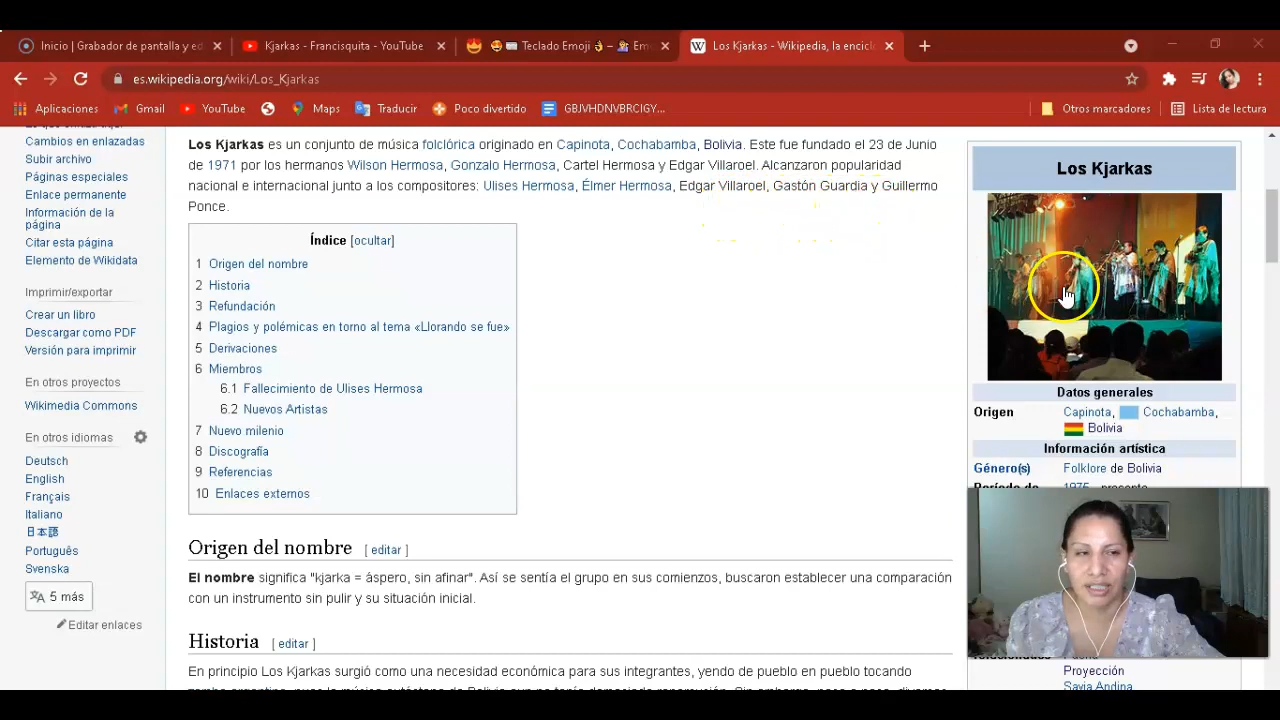 Inicio | Grabador de pantalla y ed
Kjarkas - Francisquita - YouTube
Teclado Emoji
Los Kjarkas - Wikipedia, la encicl
es.wikipedia.org/wiki/Los_Kjarkas
Aplicaciones
Gmail
YouTube
Maps
Traducir
Poco divertido
GBJVHDNVBRCIGY...
Otros marcadores
Lista de lectura
Cambios en enlazadas
Subir archivo
Páginas especiales
Enlace permanente
Información de la
página
Citar esta página
Elemento de Wikidata
Imprimir/exportar
Crear un libro
Descargar como PDF
Versión para imprimir
En otros proyectos
Wikimedia Commons
En otros idiomas
Deutsch
English
Français
Italiano
日本語
Português
Svenska
5 más
Editar enlaces
Los Kjarkas es un conjunto de música folclórica originado en Capinota, Cochabamba, Bolivia. Este fue fundado el 23 de Junio
de 1971 por los hermanos Wilson Hermosa, Gonzalo Hermosa, Cartel Hermosa y Edgar Villaroel. Alcanzaron popularidad
nacional e internacional junto a los compositores: Ulises Hermosa, Élmer Hermosa, Edgar Villaroel, Gastón Guardia y Guillermo
Ponce.
Índice [ocultar]
1 Origen del nombre
2 Historia
3 Refundación
4 Plagios y polémicas en torno al tema «Llorando se fue»
5 Derivaciones
6 Miembros
6.1 Fallecimiento de Ulises Hermosa
6.2 Nuevos Artistas
7 Nuevo milenio
8 Discografía
9 Referencias
10 Enlaces externos
Origen del nombre [ editar ]
El nombre significa "kjarka = áspero, sin afinar". Así se sentía el grupo en sus comienzos, buscaron establecer una comparación
con un instrumento sin pulir y su situación inicial.
Historia [ editar ]
En principio Los Kjarkas surgió como una necesidad económica para sus integrantes, yendo de pueblo en pueblo tocando
Los Kjarkas
Datos generales
Origen Capinota, Cochabamba,
Bolivia
Información artística
Género(s) Folklore de Bolivia
Período de 1975 - presente
Proyección
Savia Andina